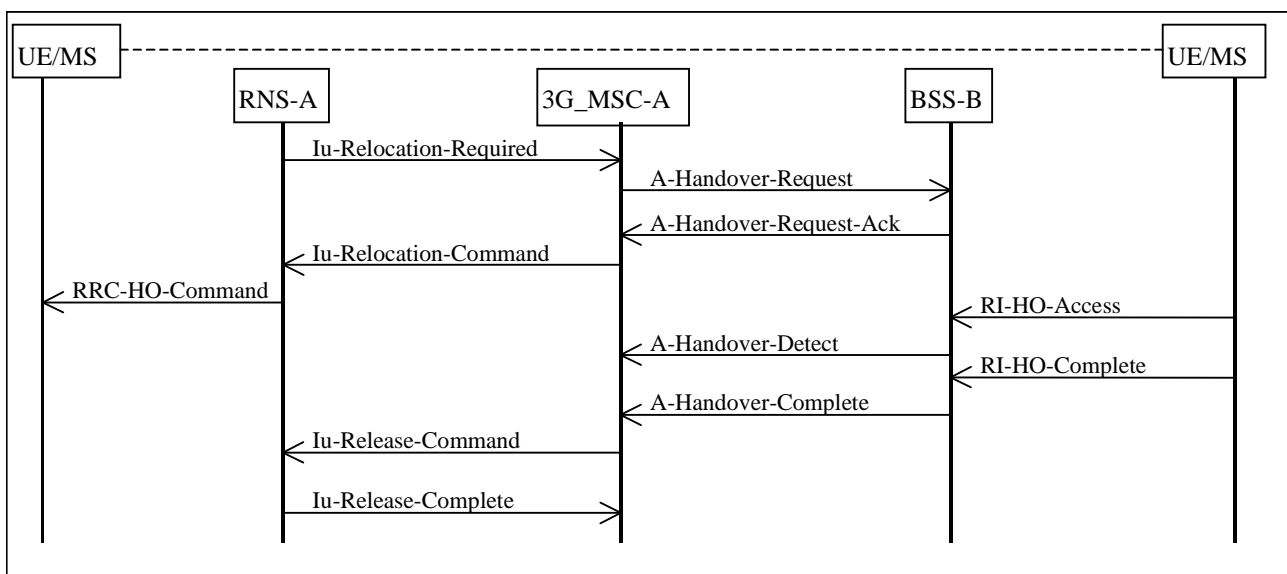 UE/MS
UE/MS
RNS-A
3G_MSC-A
BSS-B
Iu-Relocation-Required
A-Handover-Request
A-Handover-Request-Ack
Iu-Relocation-Command
RRC-HO-Command
RI-HO-Access
A-Handover-Detect
RI-HO-Complete
A-Handover-Complete
Iu-Release-Command
Iu-Release-Complete